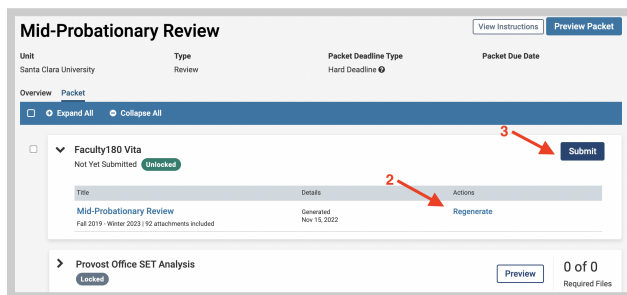 Mid-Probationary Review
View Instructions
Preview Packet
Unit
Type
Packet Deadline Type
Packet Due Date
Santa Clara University
Review
Hard Deadline
Overview Packet
Expand All
Collapse All
3
Faculty180 Vita
Submit
Not Yet Submitted Unlocked
2
Title
Details
Actions
Mid-Probationary Review
Generated
Regenerate
Fall 2019 - Winter 2023 | 92 attachments included
Nov 15, 2022
Provost Office SET Analysis
Locked
Preview
0 of 0
Required Files